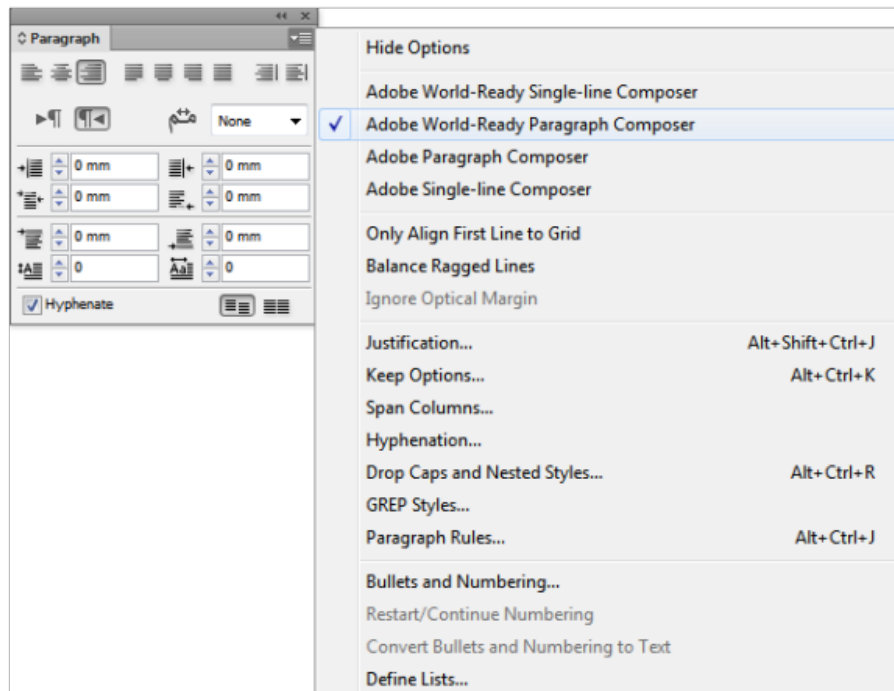 Paragraph
None
0 mm
0 mm
0 mm
0 mm
0 mm
0 mm
0
0
Hyphenate
Hide Options
Adobe World-Ready Single-line Composer
Adobe World-Ready Paragraph Composer
Adobe Paragraph Composer
Adobe Single-line Composer
Only Align First Line to Grid
Balance Ragged Lines
Ignore Optical Margin
Justification... Alt+Shift+Ctrl+J
Keep Options... Alt+Ctrl+K
Span Columns...
Hyphenation...
Drop Caps and Nested Styles... Alt+Ctrl+R
GREP Styles...
Paragraph Rules... Alt+Ctrl+J
Bullets and Numbering...
Restart/Continue Numbering
Convert Bullets and Numbering to Text
Define Lists...